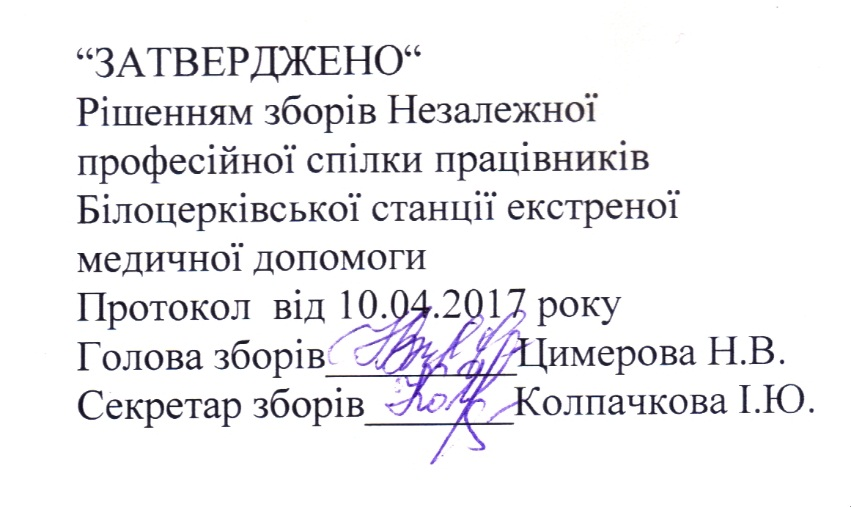 “ЗАТВЕРДЖЕНО“
Рішенням зборів Незалежної
професійної спілки працівників
Білоцерківської станції екстреної
медичної допомоги
Протокол від 10.04.2017 року
Голова зборів_________Цимерова Н.В.
Секретар зборів_______Колпачкова І.Ю.